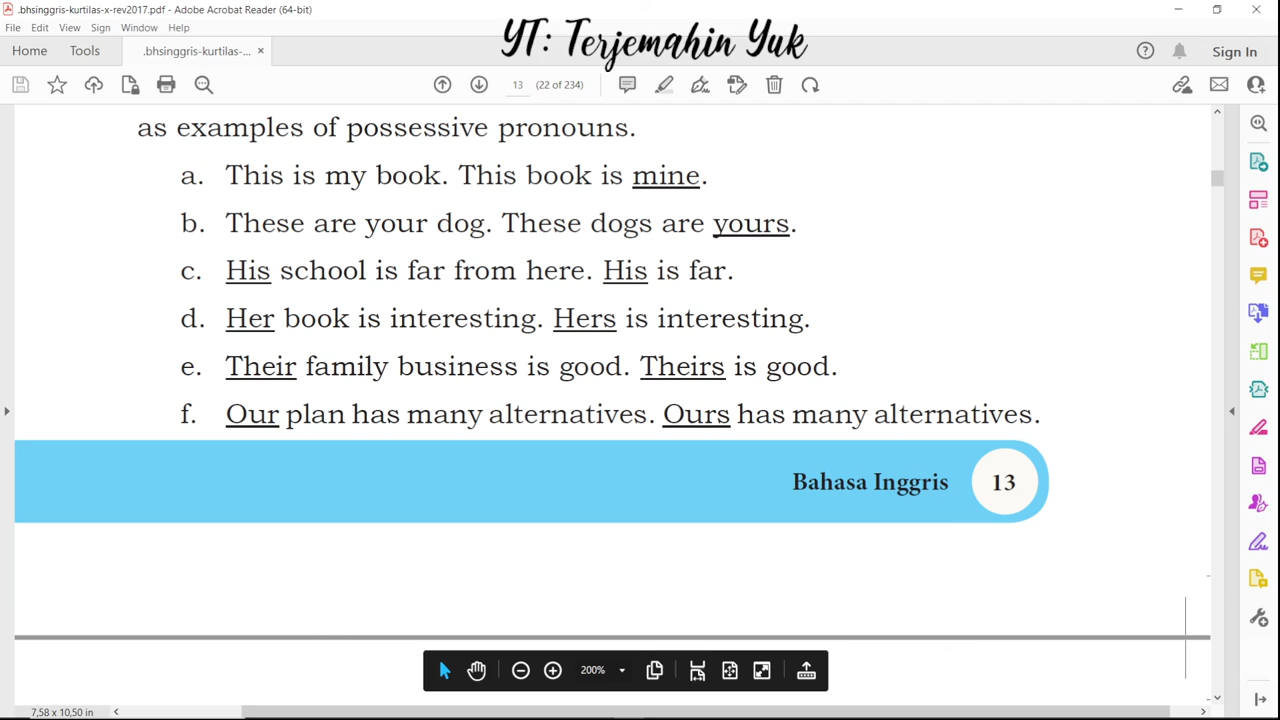 .bhsinggris-kurtilas-x-rev2017.pdf - Adobe Acrobat Reader (64-bit)
File Edit View Sign Window Help
YT: Terjemahin Yuk
Home Tools .bhsinggris-kurtilas-... × Sign In
13 (22 of 234)
as examples of possessive pronouns.
a. This is my book. This book is mine.
b. These are your dog. These dogs are yours.
c. His school is far from here. His is far.
d. Her book is interesting. Hers is interesting.
e. Their family business is good. Theirs is good.
f. Our plan has many alternatives. Ours has many alternatives.
Bahasa Inggris 13
200%
7,58 x 10,50 in